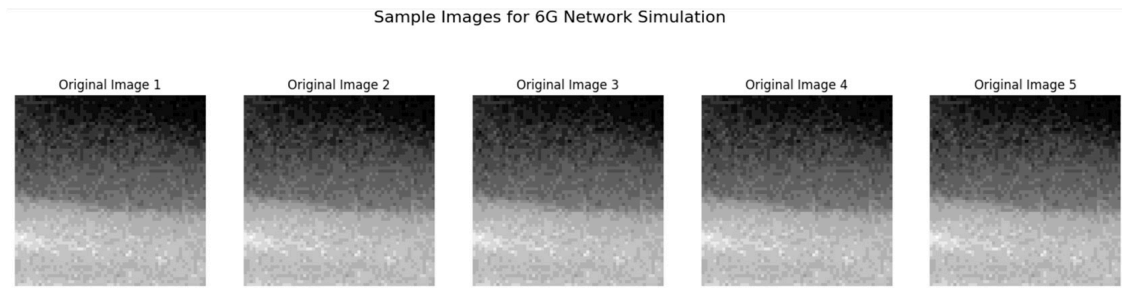 Sample Images for 6G Network Simulation
Original Image 1
Original Image 2
Original Image 3
Original Image 4
Original Image 5